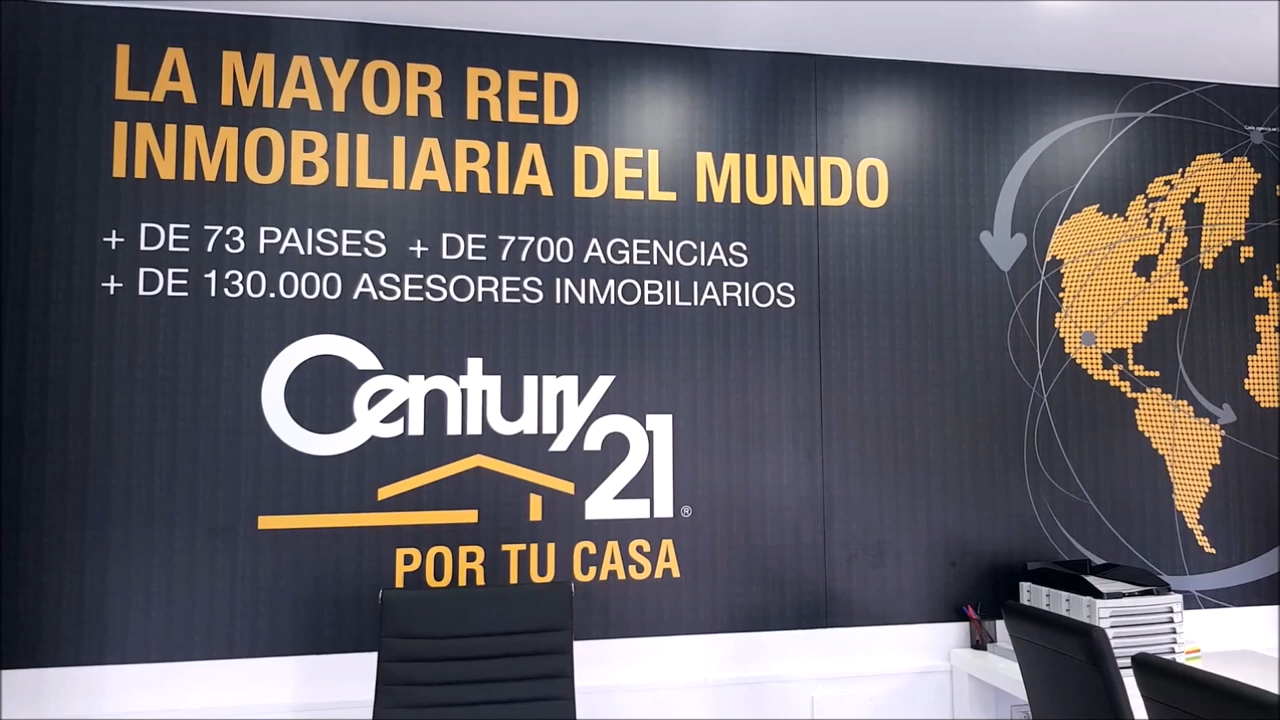 LA MAYOR RED
INMOBILIARIA DEL MUNDO
+ DE 73 PAISES + DE 7700 AGENCIAS
+ DE 130.000 ASESORES INMOBILIARIOS
Century
21®
POR TU CASA